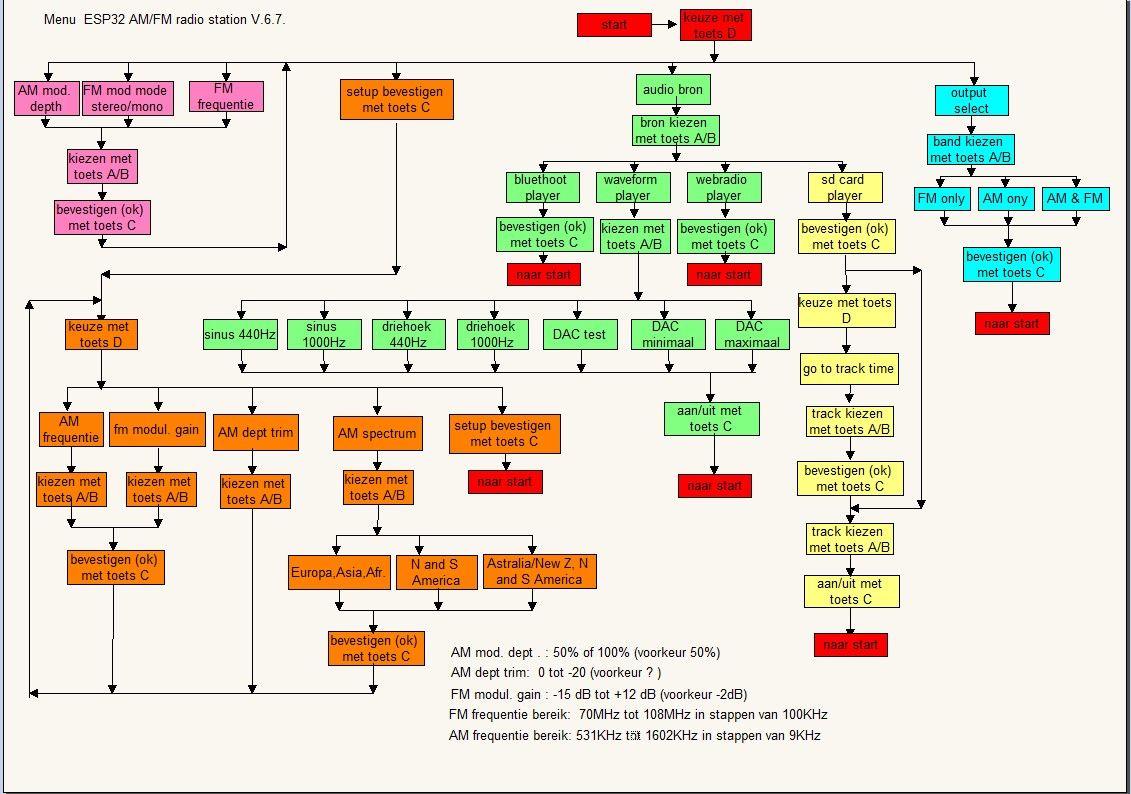 Menu ESP32 AM/FM radio station V.6.7.
start
keuze met
toets D
AM mod.
depth
FM mod mode
stereo/mono
FM
frequentie
kiezen met
toets A/B
bevestigen (ok)
met toets C
setup bevestigen
met toets C
audio bron
bron kiezen
met toets A/B
bluethoot
player
waveform
player
webradio
player
sd card
player
bevestigen (ok)
met toets C
kiezen met
toets A/B
bevestigen (ok)
met toets C
bevestigen (ok)
met toets C
naar start
naar start
output
select
band kiezen
met toets A/B
FM only
AM ony
AM & FM
bevestigen (ok)
met toets C
naar start
keuze met
toets D
sinus 440Hz
sinus
1000Hz
driehoek
440Hz
driehoek
1000Hz
DAC test
DAC
minimaal
DAC
maximaal
aan/uit met
toets C
naar start
keuze met toets
D
go to track time
track kiezen
met toets A/B
bevestigen (ok)
met toets C
track kiezen
met toets A/B
aan/uit met
toets C
naar start
AM
frequentie
fm modul. gain
AM dept trim
AM spectrum
setup bevestigen
met toets C
kiezen met
toets A/B
kiezen met
toets A/B
kiezen met
toets A/B
kiezen met
toets A/B
naar start
bevestigen (ok)
met toets C
Europa,Asia,Afr.
N and S
America
Astralia/New Z, N
and S America
bevestigen (ok)
met toets C
AM mod. dept . : 50% of 100% (voorkeur 50%)
AM dept trim: 0 tot -20 (voorkeur ? )
FM modul. gain : -15 dB tot +12 dB (voorkeur -2dB)
FM frequentie bereik: 70MHz tot 108MHz in stappen van 100KHz
AM frequentie bereik: 531KHz tot 1602KHz in stappen van 9KHz